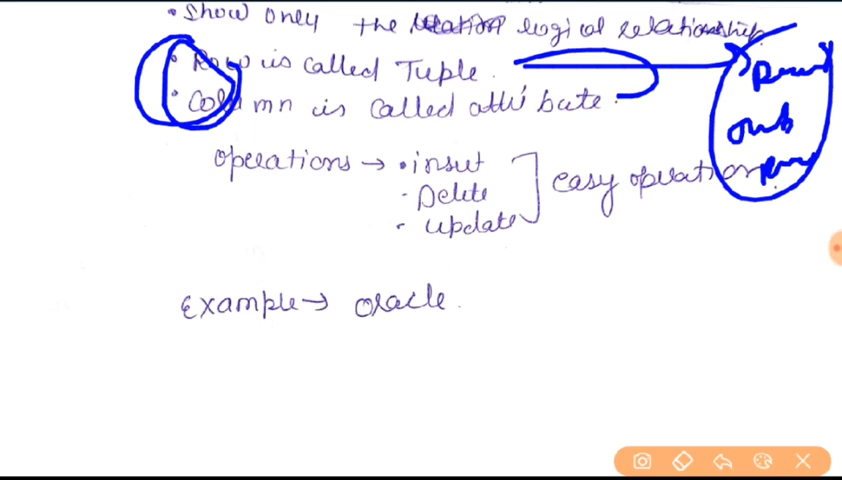 • Show only the logical relationship.
• Row is called Tuple.
• Column is called attribute.
operations → • insert
- Delete
- update
easy operation
Example → Oracle.